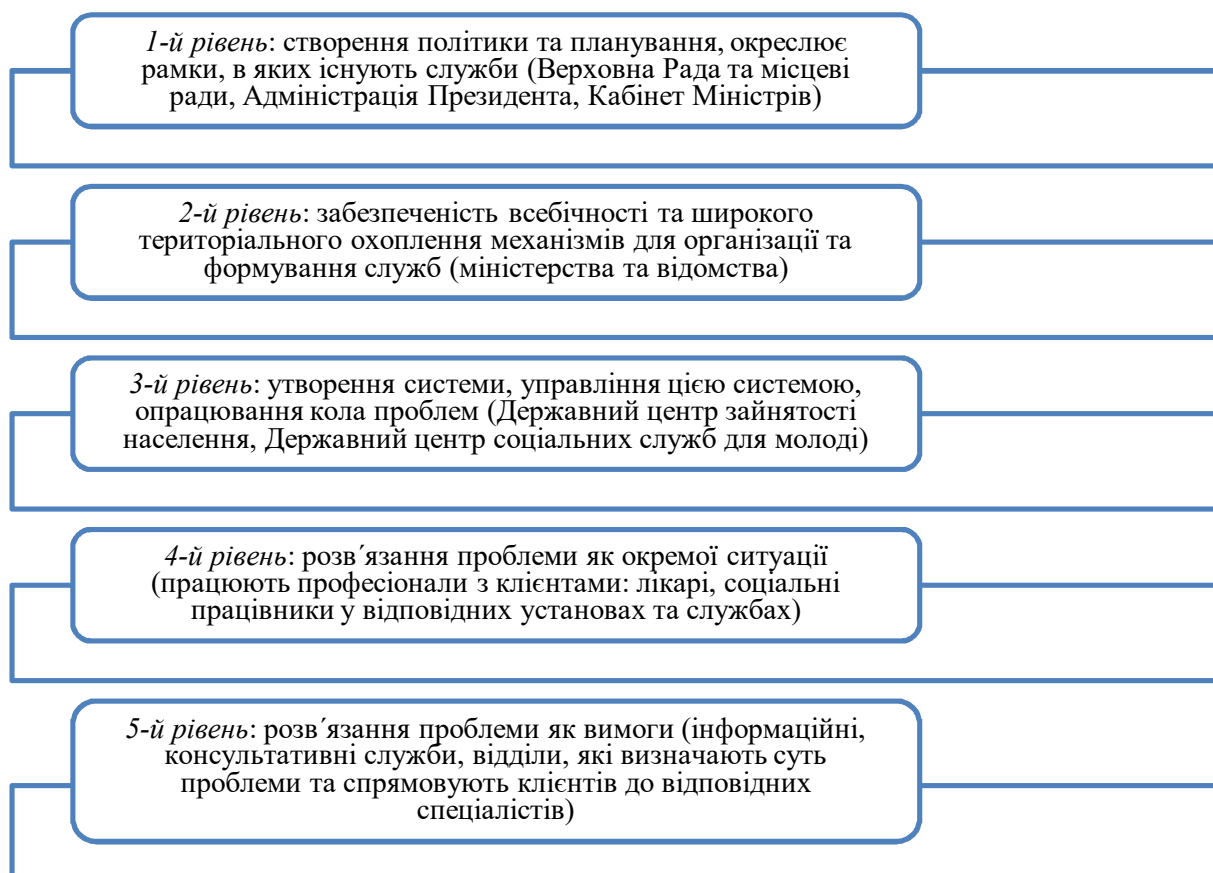 1-й рівень: створення політики та планування, окреслює
рамки, в яких існують служби (Верховна Рада та місцеві
ради, Адміністрація Президента, Кабінет Міністрів)
2-й рівень: забезпеченість всебічності та широкого
територіального охоплення механізмів для організації та
формування служб (міністерства та відомства)
3-й рівень: утворення системи, управління цією системою,
опрацювання кола проблем (Державний центр зайнятості
населення, Державний центр соціальних служб для молоді)
4-й рівень: розв´язання проблеми як окремої ситуації
(працюють професіонали з клієнтами: лікарі, соціальні
працівники у відповідних установах та службах)
5-й рівень: розв´язання проблеми як вимоги (інформаційні,
консультативні служби, відділи, які визначають суть
проблеми та спрямовують клієнтів до відповідних
спеціалістів)